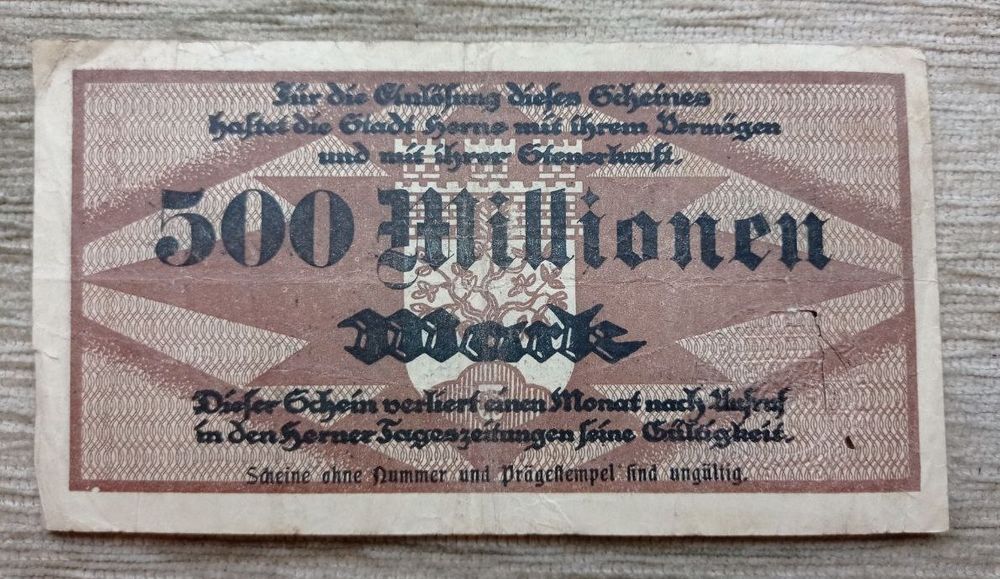 Für die Einlösung dieses Scheines
haftet die Stadt Herne mit ihrem Vermögen
und mit ihrer Steuerkraft.
500 Millionen
Mark
Dieser Schein verliert einen Monat nach Aufruf
in den Herner Tageszeitungen seine Gültigkeit.
Scheine ohne Nummer und Prägestempel sind ungültig.